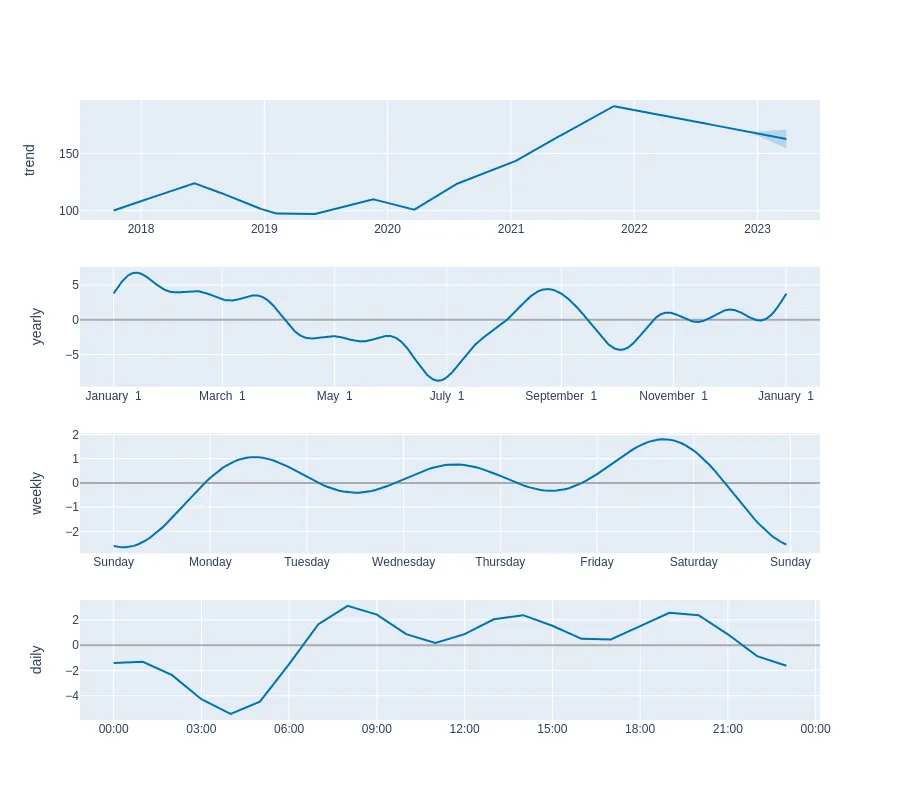 trend
150
100
2018 2019 2020 2021 2022 2023
yearly
5
0
−5
January 1 March 1 May 1 July 1 September 1 November 1 January 1
weekly
2
1
0
−1
−2
Sunday Monday Tuesday Wednesday Thursday Friday Saturday Sunday
daily
2
0
−2
−4
00:00 03:00 06:00 09:00 12:00 15:00 18:00 21:00 00:00